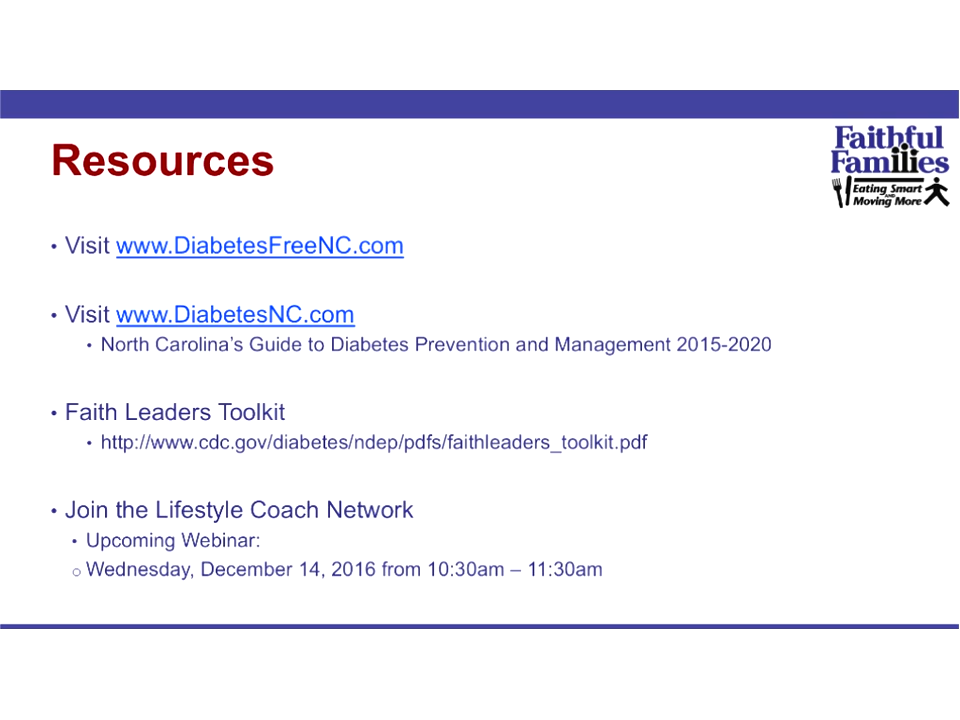 Resources
Faithful
Families
Eating Smart
AND
Moving More
• Visit www.DiabetesFreeNC.com
• Visit www.DiabetesNC.com
• North Carolina’s Guide to Diabetes Prevention and Management 2015-2020
• Faith Leaders Toolkit
• http://www.cdc.gov/diabetes/ndep/pdfs/faithleaders_toolkit.pdf
• Join the Lifestyle Coach Network
• Upcoming Webinar:
○ Wednesday, December 14, 2016 from 10:30am – 11:30am